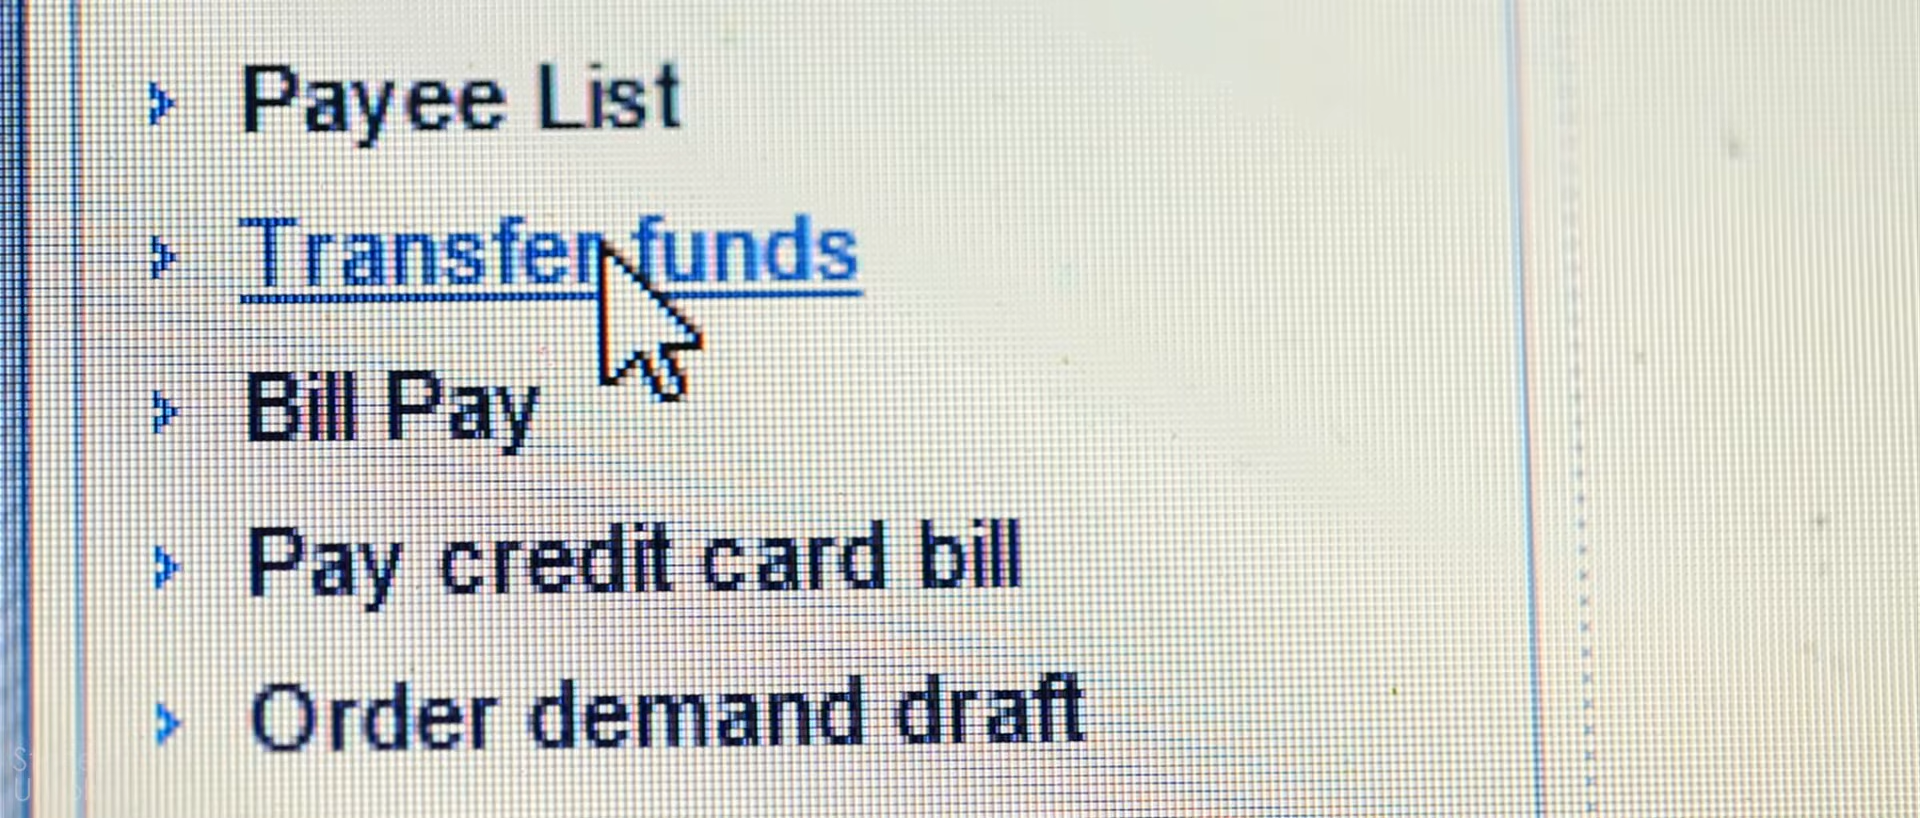 Payee List
Transfer funds
Bill Pay
Pay credit card bill
Order demand draft